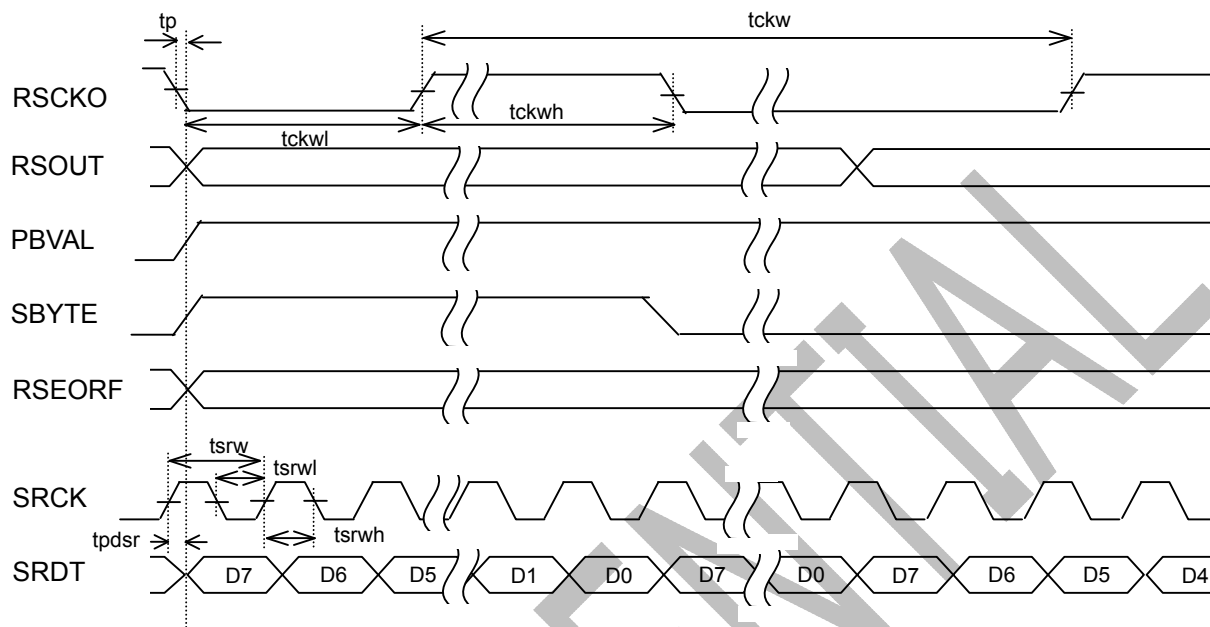 tp
tckw
RSCKO
tckwh
tckwl
RSOUT
PBVAL
SBYTE
RSEORF
tsrw
tsrwl
SRCK
tsrwh
tpdsr
SRDT D7 D6 D5 D1 D0 D7 D0 D7 D6 D5 D4
NTIAL